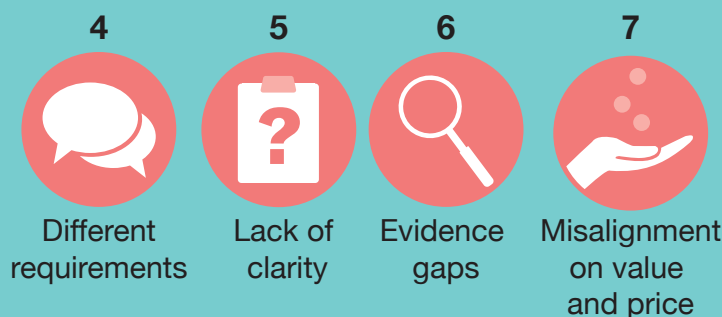 4
5
6
7
?
Different
requirements
Lack of
clarity
Evidence
gaps
Misalignment
on value
and price